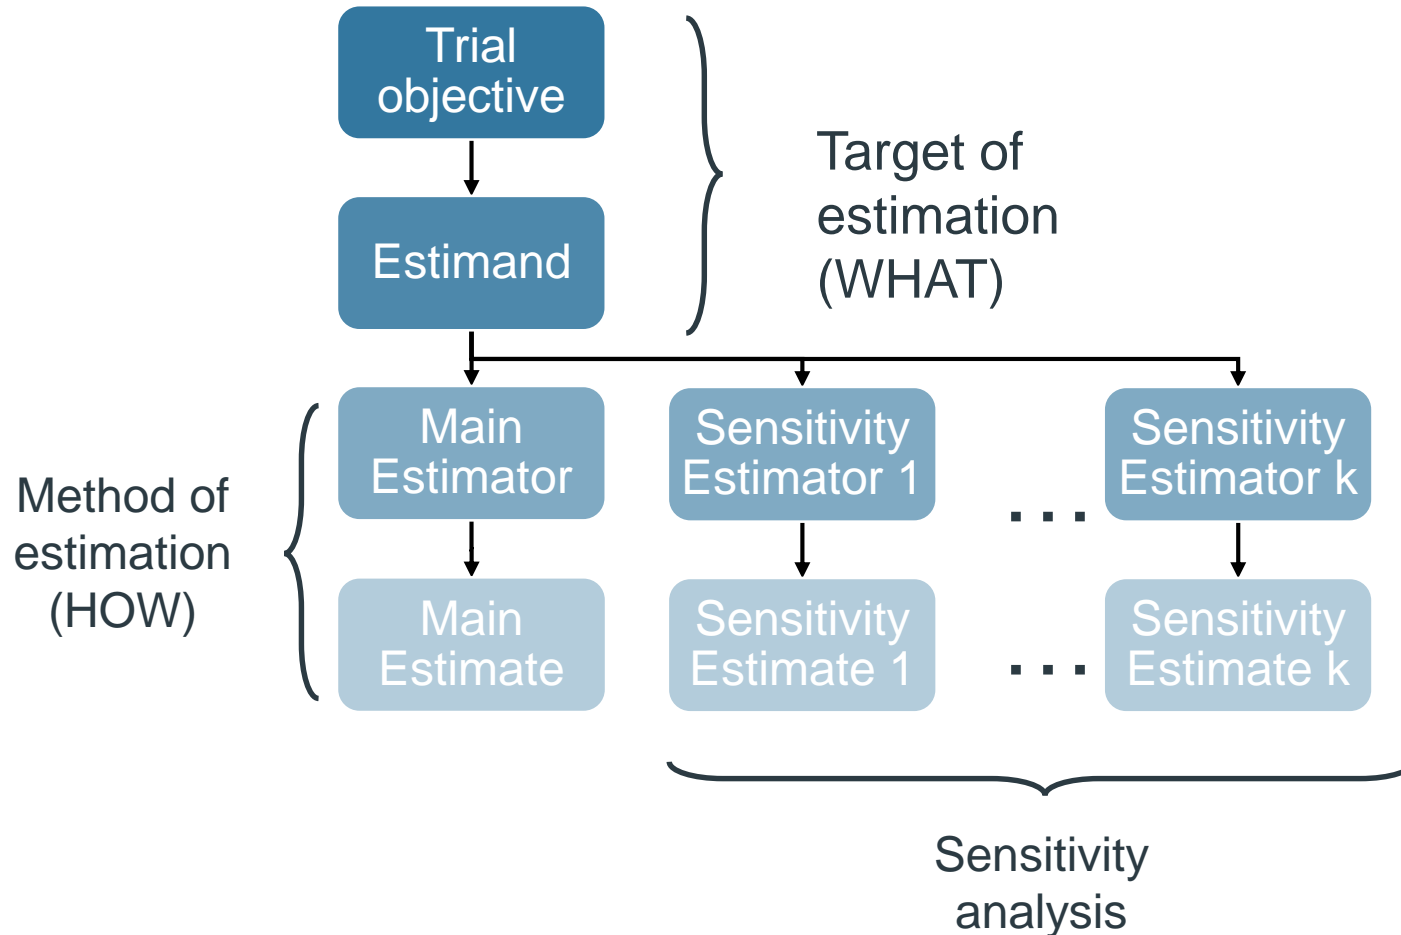 Trial
objective
Target of
estimation
(WHAT)
Estimand
Main
Estimator
Sensitivity
Estimator 1
...
Sensitivity
Estimator k
Method of
estimation
(HOW)
Main
Estimate
Sensitivity
Estimate 1
...
Sensitivity
Estimate k
Sensitivity
analysis